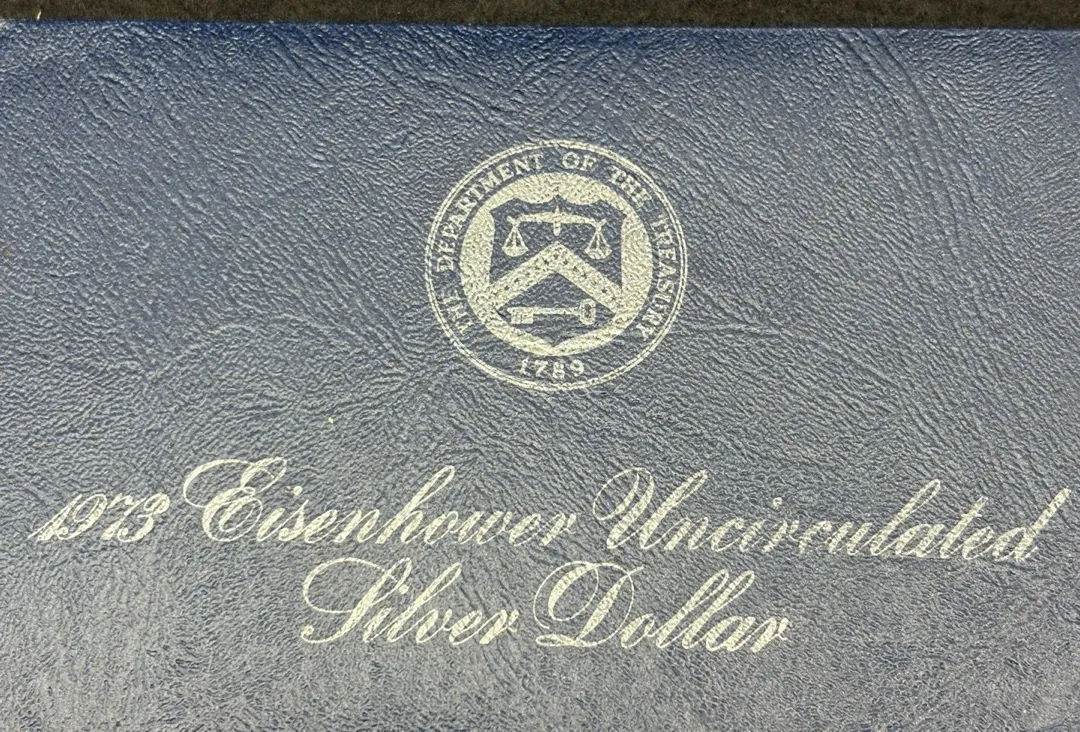 THE DEPARTMENT OF THE TREASURY
1789
1973 Eisenhower Uncirculated
Silver Dollar